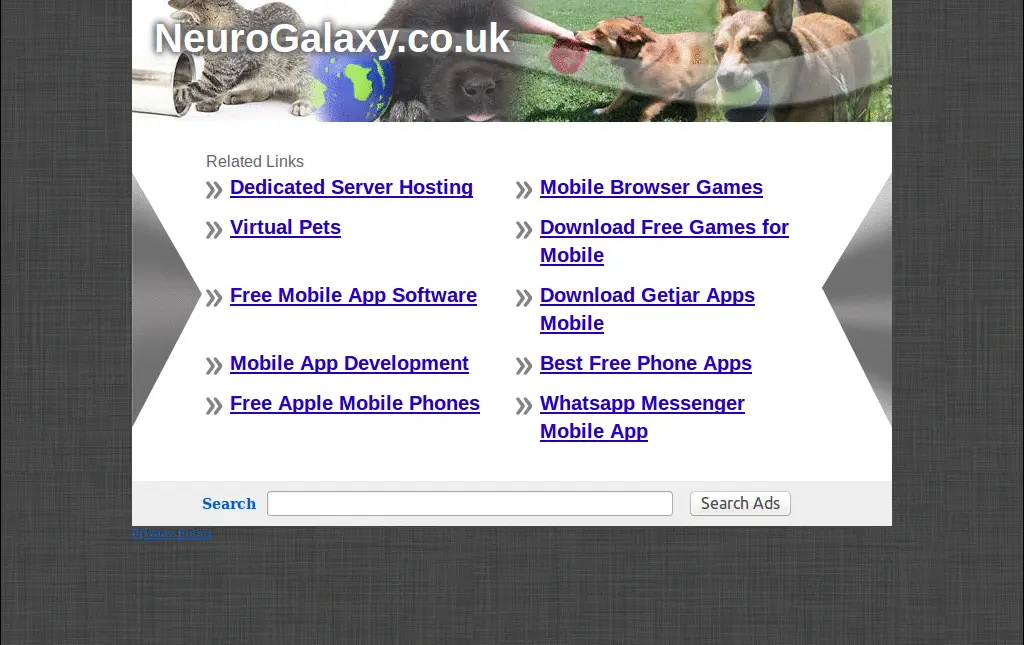 NeuroGalaxy.co.uk
Related Links
Dedicated Server Hosting
Mobile Browser Games
Virtual Pets
Download Free Games for
Mobile
Free Mobile App Software
Download Getjar Apps
Mobile
Mobile App Development
Best Free Phone Apps
Free Apple Mobile Phones
Whatsapp Messenger
Mobile App
Search
Search Ads
Privacy Policy